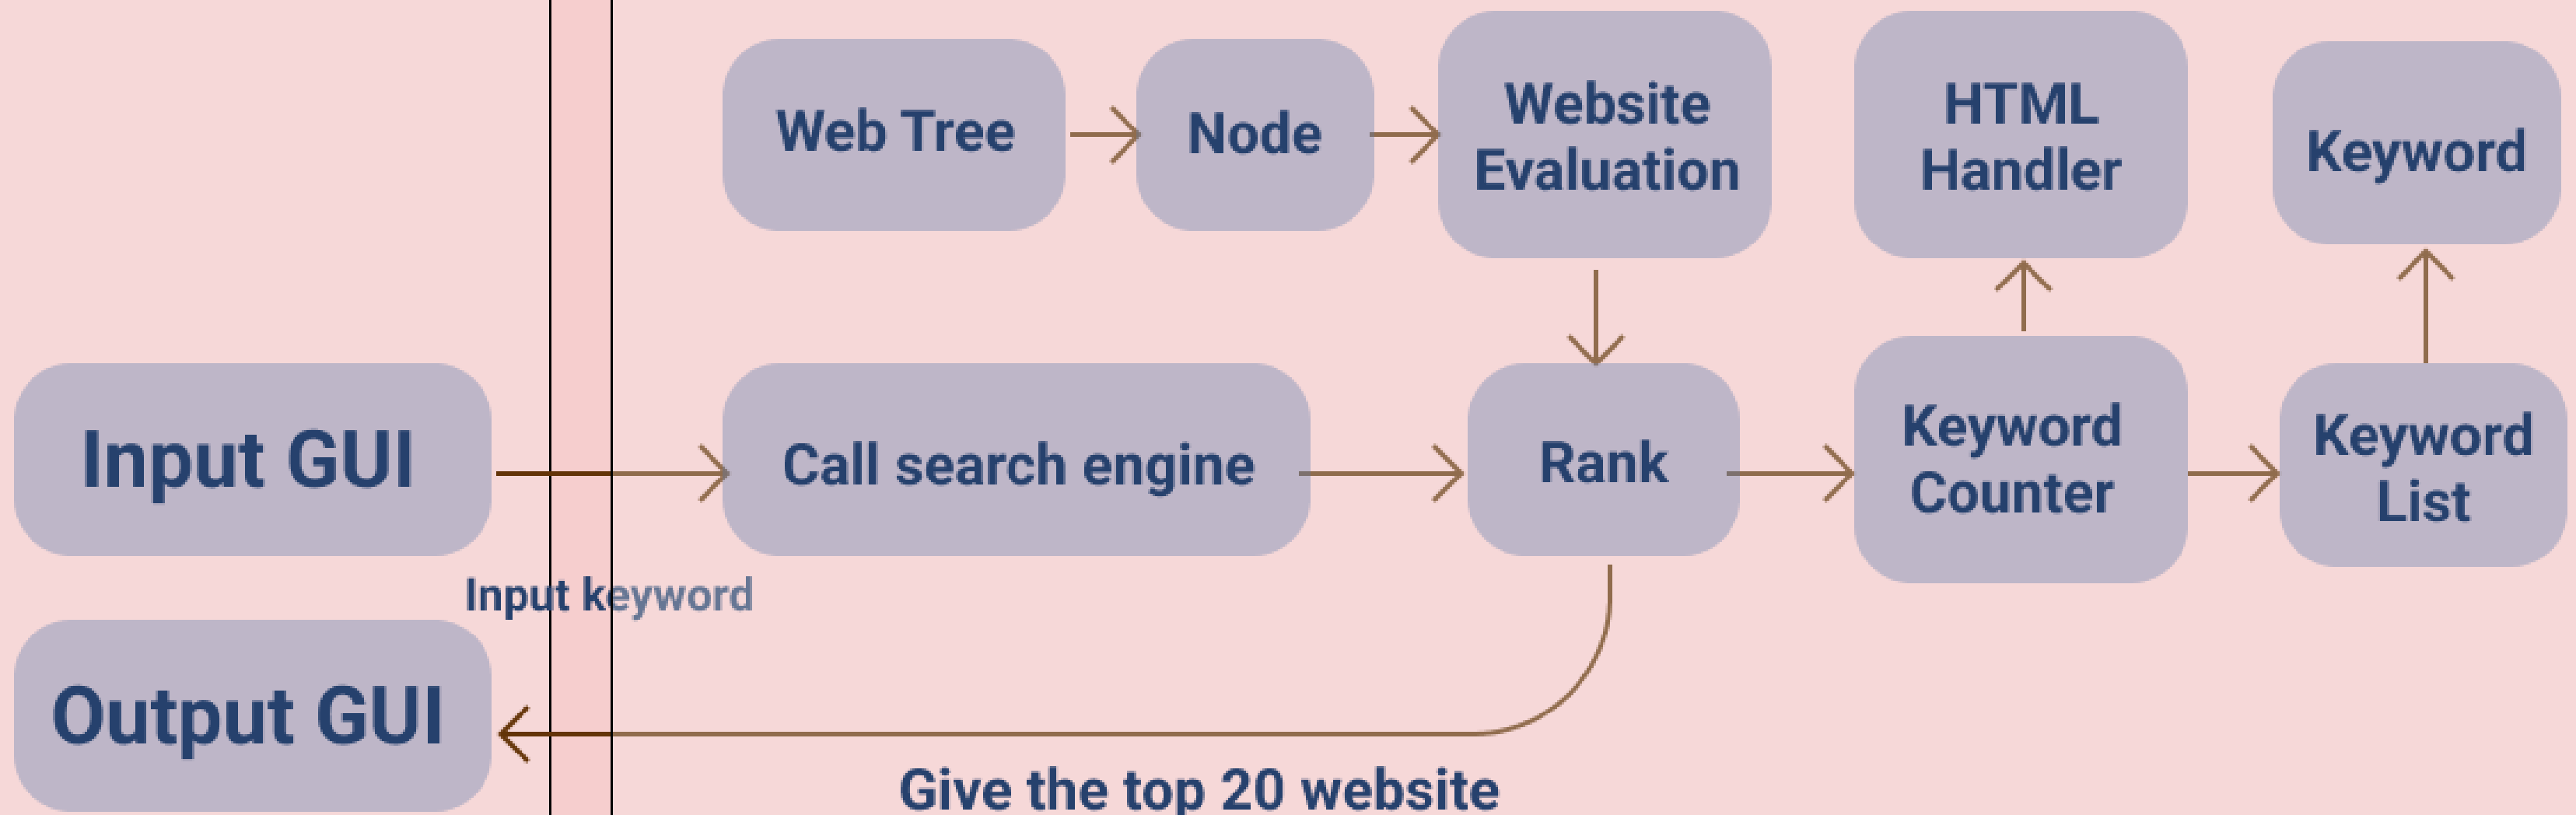 Web Tree
Node
Website
Evaluation
HTML
Handler
Keyword
Input GUI
Call search engine
Rank
Keyword
Counter
Keyword
List
Input keyword
Output GUI
Give the top 20 website